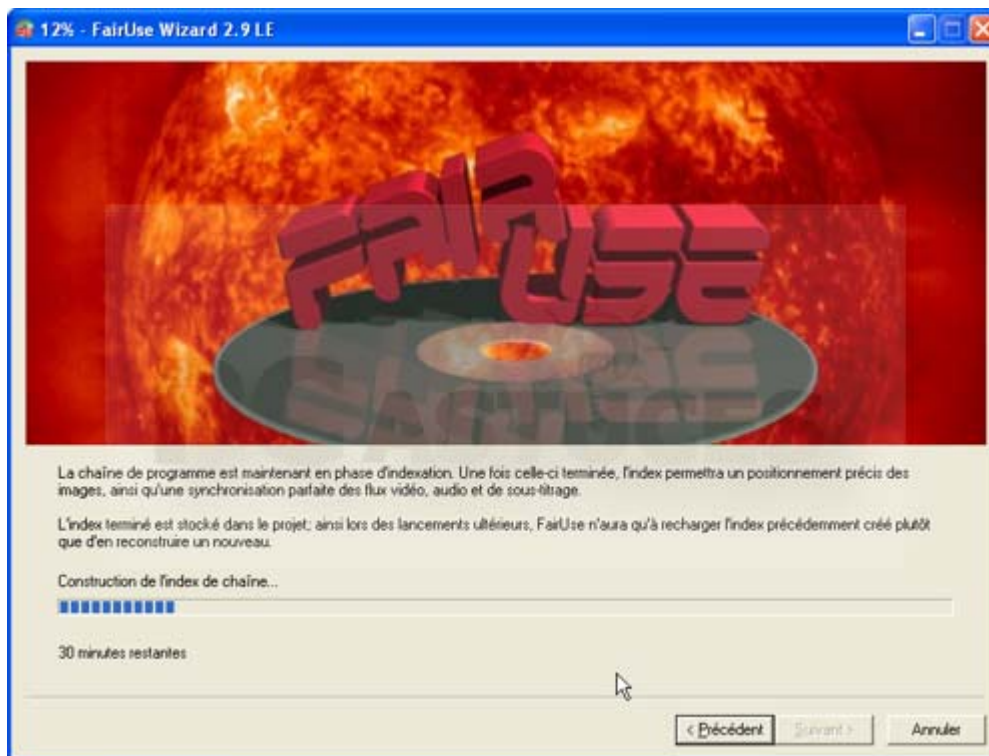 12% - FairUse Wizard 2.9 LE
FAIR
USE
ASTUCES
La chaîne de programme est maintenant en phase d'indexation. Une fois celle-ci terminée, l'index permettra un positionnement précis des
images, ainsi qu'une synchronisation parfaite des flux vidéo, audio et de sous-titrage.
L'index terminé est stocké dans le projet; ainsi lors des lancements ultérieurs, FairUse n'aura qu'à recharger l'index précédemment créé plutôt
que d'en reconstruire un nouveau.
Construction de l'index de chaîne...
30 minutes restantes
< Précédent
Suivant >
Annuler